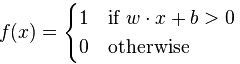 f(x) = { 1 if w · x + b > 0
0 otherwise